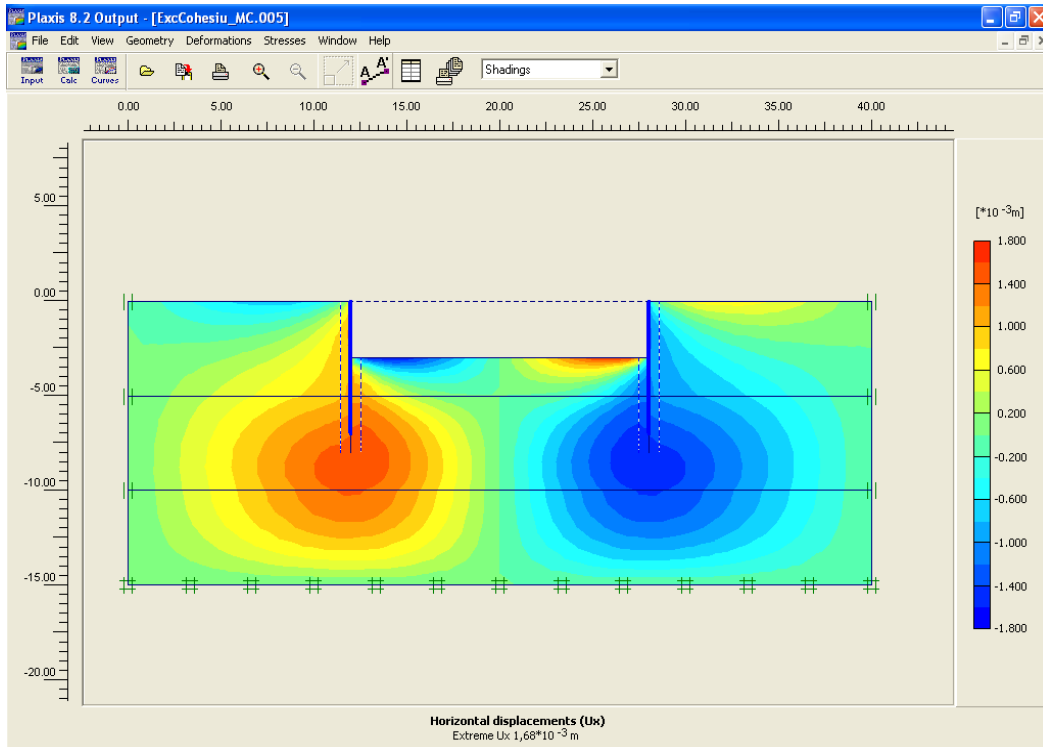 Plaxis 8.2 Output - [ExcCohesiu_MC.005]
File Edit View Geometry Deformations Stresses Window Help
Input Calc Curves A A' Shadings
0.00 5.00 10.00 15.00 20.00 25.00 30.00 35.00 40.00
5.00
0.00
-5.00
-10.00
-15.00
-20.00
[*10 -3m]
1.800
1.400
1.000
0.600
0.200
-0.200
-0.600
-1.000
-1.400
-1.800
Horizontal displacements (Ux)
Extreme Ux 1,68*10 -3 m